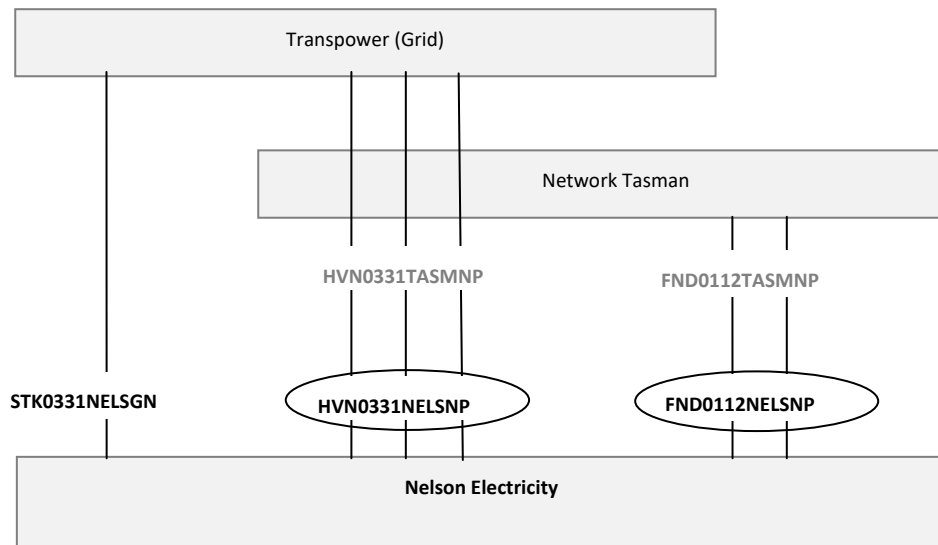 Transpower (Grid)
Network Tasman
HVN0331TASMNP
FND0112TASMNP
STK0331NELSGN
HVN0331NELSNP
FND0112NELSNP
Nelson Electricity